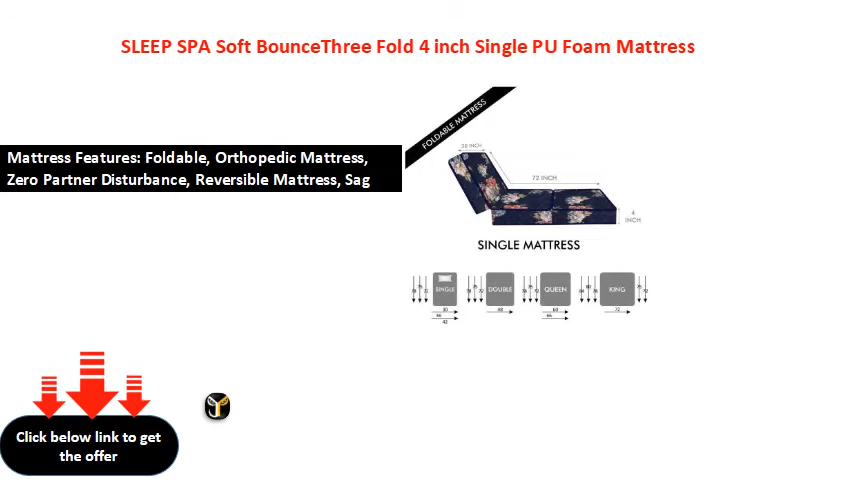 SLEEP SPA Soft BounceThree Fold 4 inch Single PU Foam Mattress
FOLDABLE MATTRESS
Mattress Features: Foldable, Orthopedic Mattress,
Zero Partner Disturbance, Reversible Mattress, Sag
72 INCH
4
INCH
SINGLE MATTRESS
SINGLE
DOUBLE
QUEEN
KING
Click below link to get
the offer